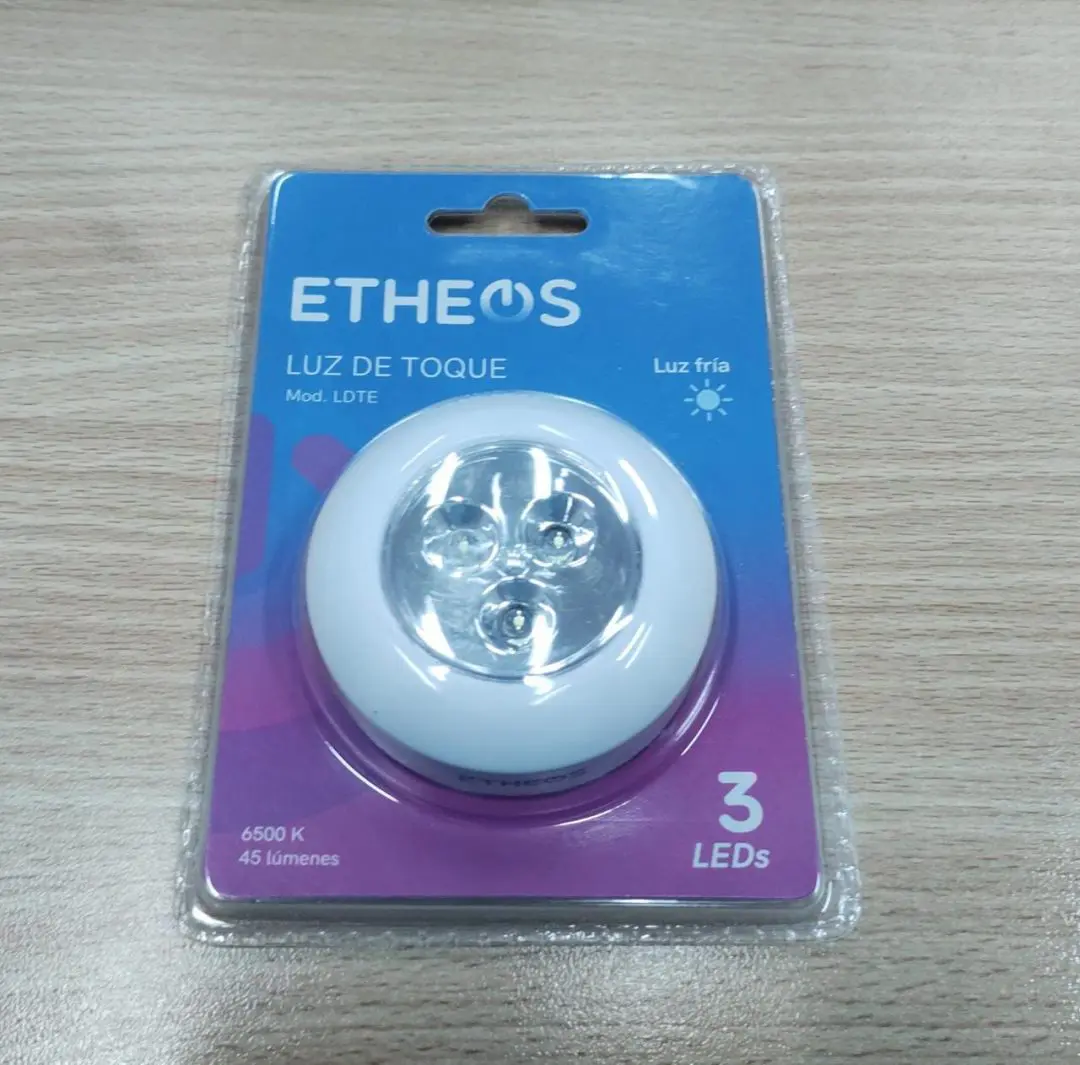 ETHEOS
LUZ DE TOQUE
Mod. LDTE
Luz fría
ETHEOS
6500 K
45 lúmenes
3
LEDs